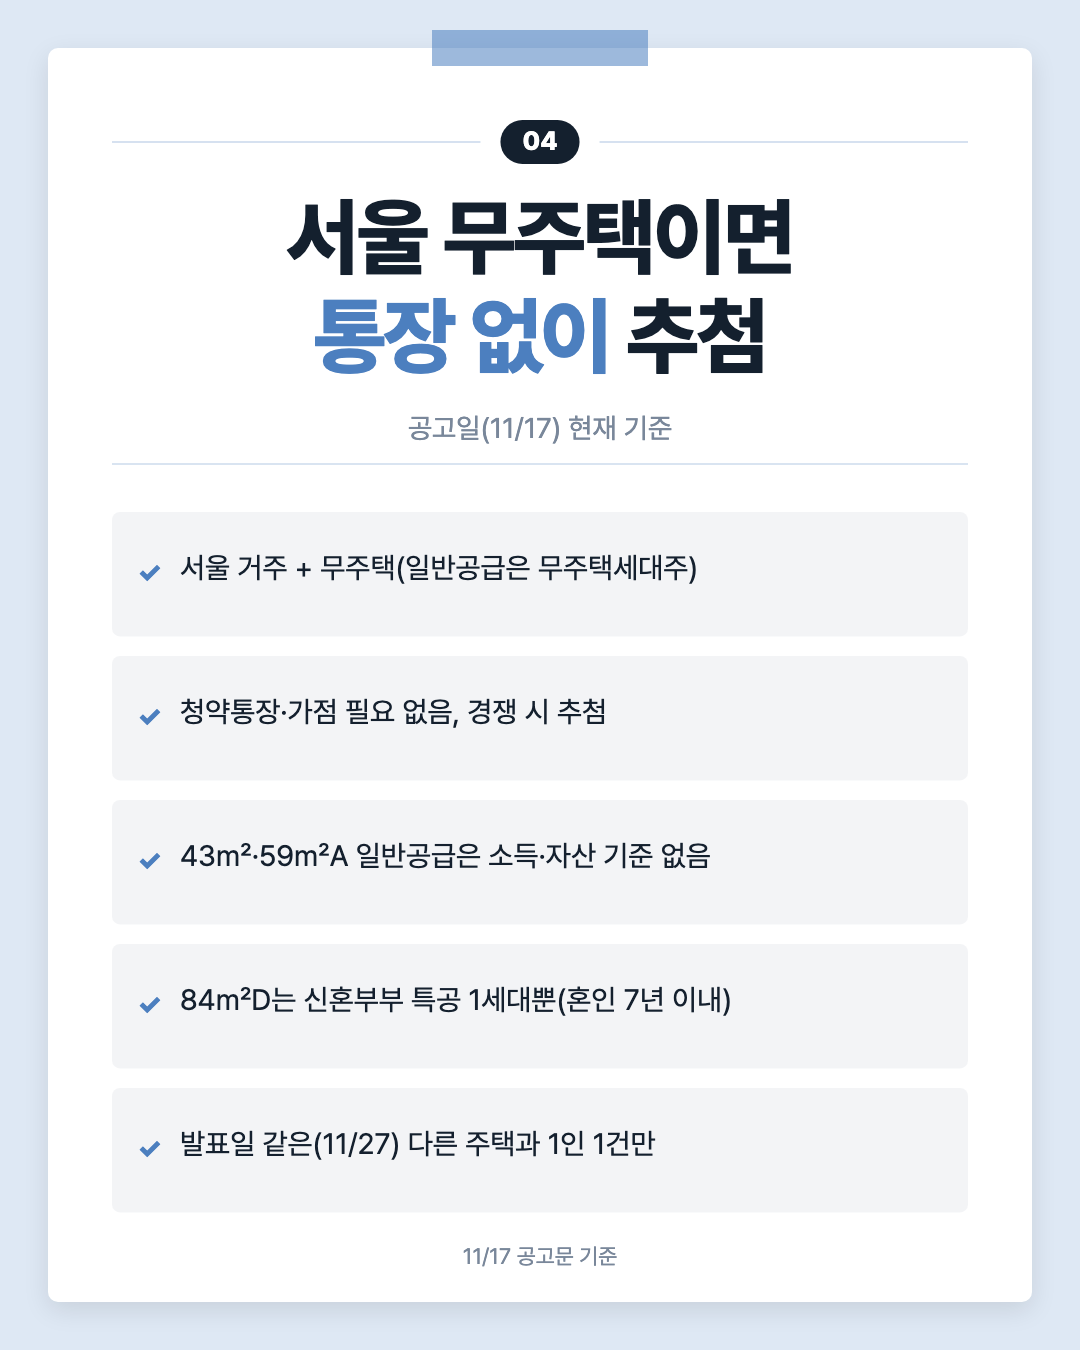 04
서울 무주택이면
통장 없이 추첨
공고일(11/17) 현재 기준
서울 거주 + 무주택(일반공급은 무주택세대주)
청약통장·가점 필요 없음, 경쟁 시 추첨
43m²·59m²A 일반공급은 소득·자산 기준 없음
84m²D는 신혼부부 특공 1세대뿐(혼인 7년 이내)
발표일 같은(11/27) 다른 주택과 1인 1건만
11/17 공고문 기준